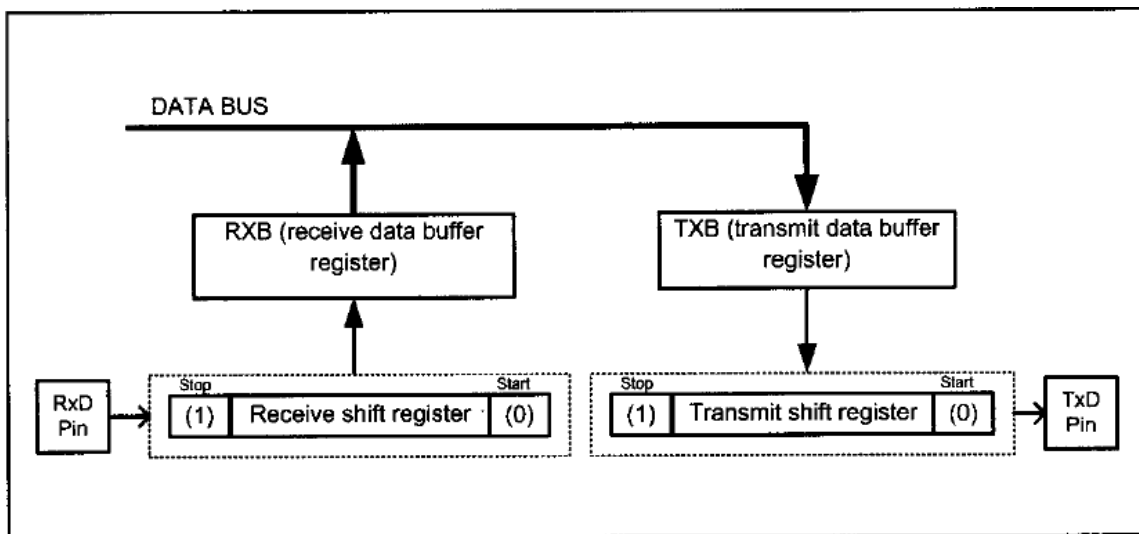 DATA BUS
RXB (receive data buffer
register)
TXB (transmit data buffer
register)
RxD
Pin
Stop
Start
(1)
Receive shift register
(0)
Stop
Start
(1)
Transmit shift register
(0)
TxD
Pin